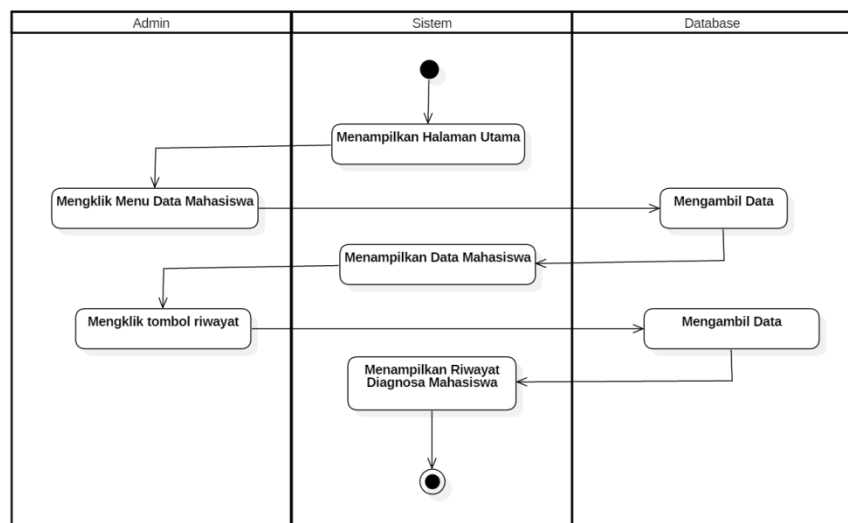 Admin
Sistem
Database
Menampilkan Halaman Utama
Mengklik Menu Data Mahasiswa
Mengambil Data
Menampilkan Data Mahasiswa
Mengklik tombol riwayat
Mengambil Data
Menampilkan Riwayat
Diagnosa Mahasiswa